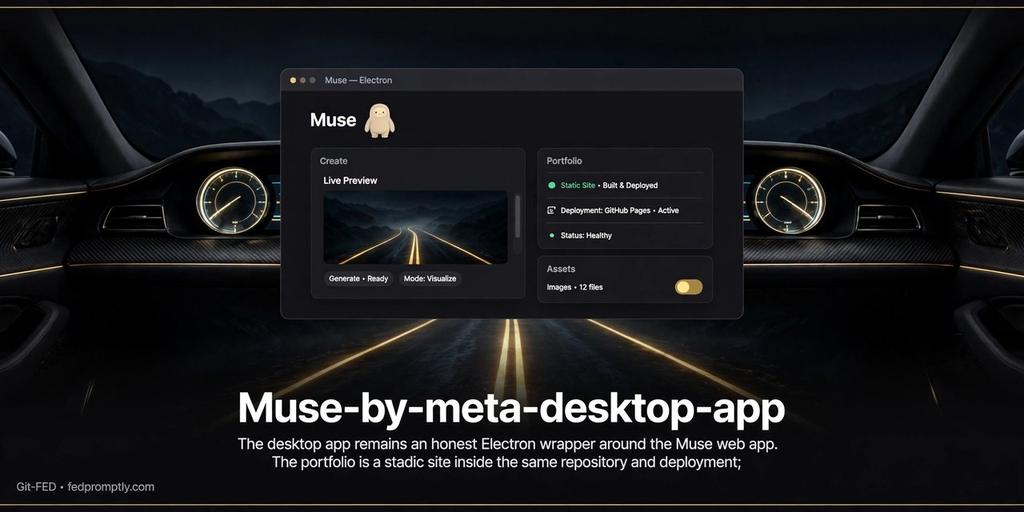 Muse — Electron
Muse
Create
Live Preview
Generate • Ready
Mode: Visualize
Portfolio
Static Site • Built & Deployed
Deployment: GitHub Pages • Active
Status: Healthy
Assets
Images • 12 files
Muse-by-meta-desktop-app
The desktop app remains an honest Electron wrapper around the Muse web app.
The portfolio is a stadic site inside the same repository and deployment;
Git-FED • fedpromptly.com